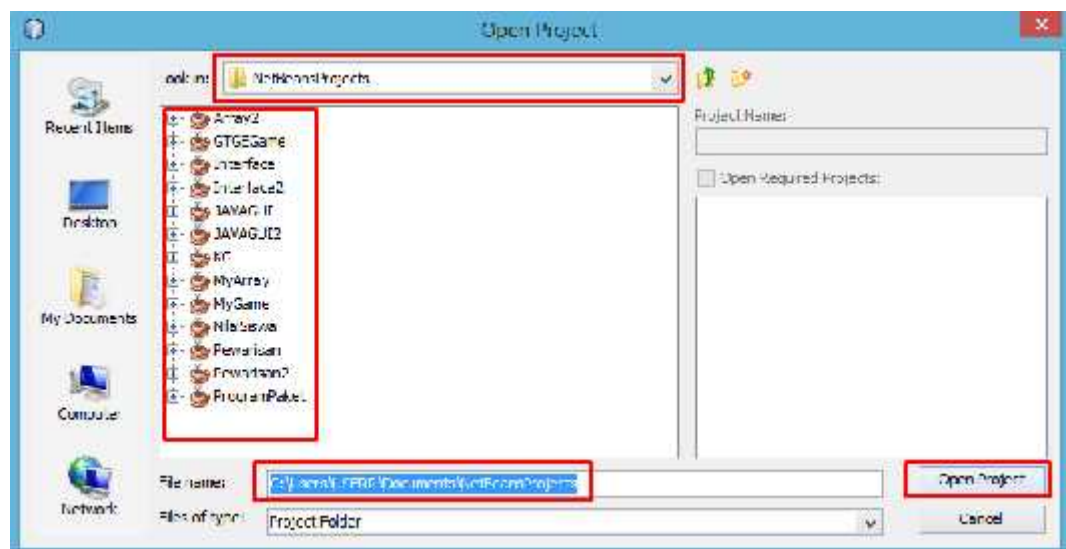 Open Project
Look in: NetBeansProjects
Recent Items
Desktop
My Documents
Computer
Network
Array2
GTGEGame
Interface
Interface2
JAVAGUI
JAVAGUI2
MyArray
MyGame
NilaiSiswa
Pewarisan
Pewarisan2
ProgramPaket
Project Name:
Open Required Projects:
File name:
Open Project
Files of type: Project Folder
Cancel